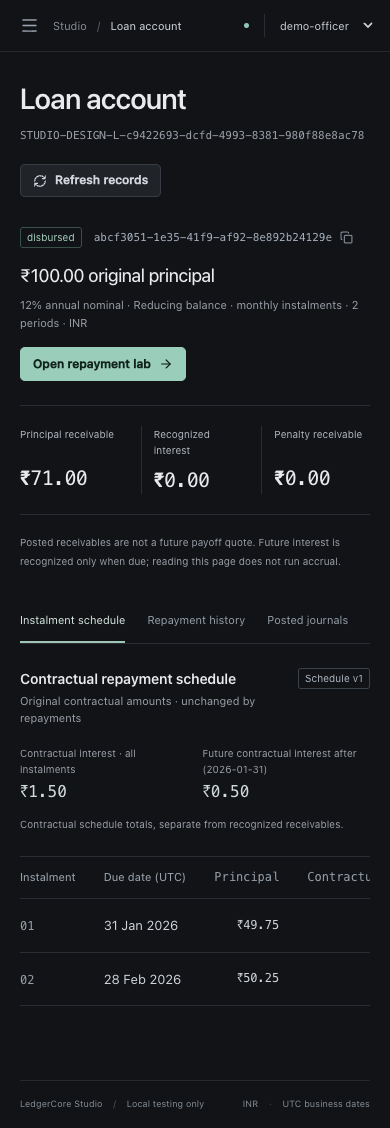 Studio / Loan account demo-officer
Loan account
STUDIO-DESIGN-L-c9422693-dcfd-4993-8381-980f88e8ac78
Refresh records
disbursed abcf3051-1e35-41f9-af92-8e892b24129e
₹100.00 original principal
12% annual nominal · Reducing balance · monthly instalments · 2
periods · INR
Open repayment lab →
Principal receivable Recognized Penalty receivable
interest
₹71.00 ₹0.00 ₹0.00
Posted receivables are not a future payoff quote. Future interest is
recognized only when due; reading this page does not run accrual.
Instalment schedule Repayment history Posted journals
Contractual repayment schedule Schedule v1
Original contractual amounts · unchanged by
repayments
Contractual interest · all Future contractual interest after
instalments (2026-01-31)
₹1.50 ₹0.50
Contractual schedule totals, separate from recognized receivables.
Instalment Due date (UTC) Principal Contractu
01 31 Jan 2026 ₹49.75
02 28 Feb 2026 ₹50.25
LedgerCore Studio / Local testing only INR · UTC business dates